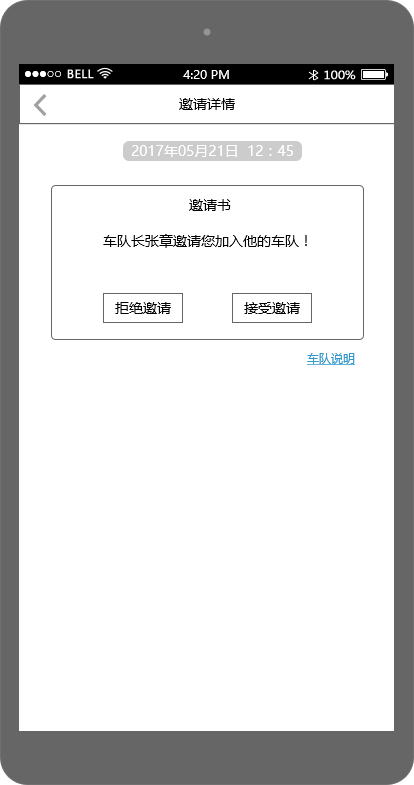 BELL 4:20 PM 100%
邀请详情
2017年05月21日 12：45
邀请书
车队长张章邀请您加入他的车队！
拒绝邀请 接受邀请
车队说明